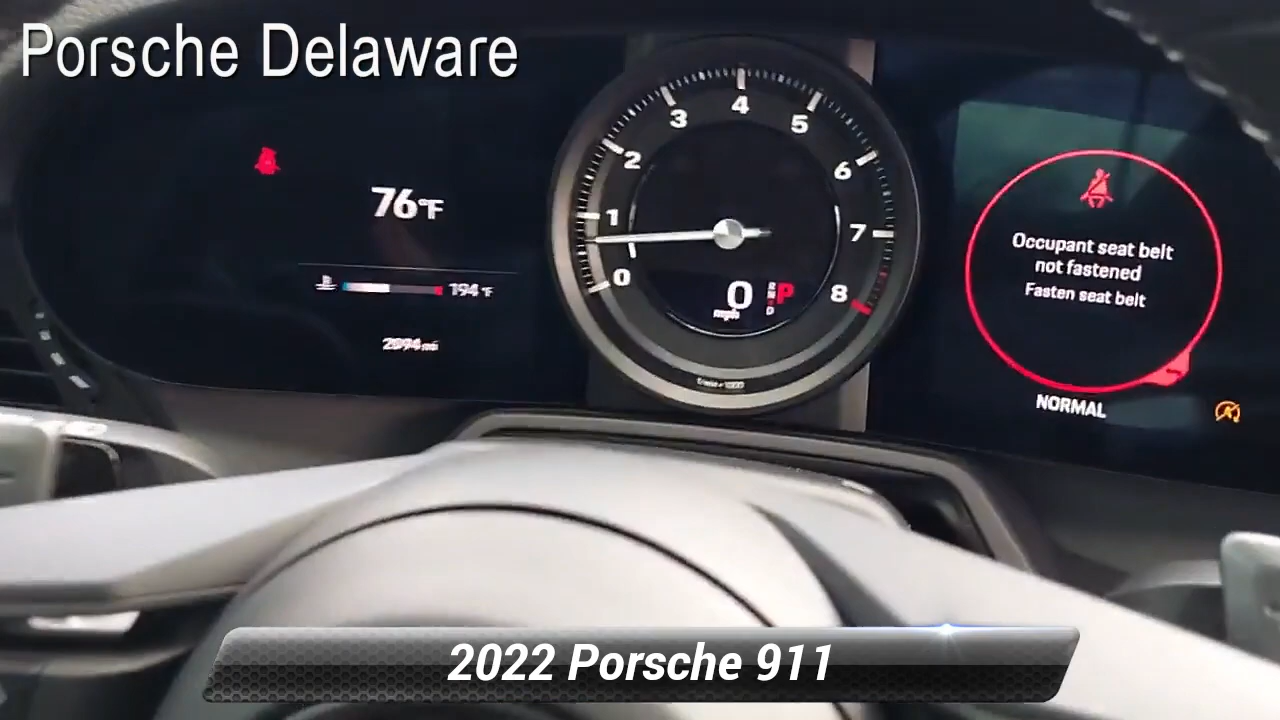 Porsche Delaware
76°F
194°F
2094 mi
0
1
2
3
4
5
6
7
8
0
mph
R
N
D
P
Occupant seat belt
not fastened
Fasten seat belt
NORMAL
2022 Porsche 911